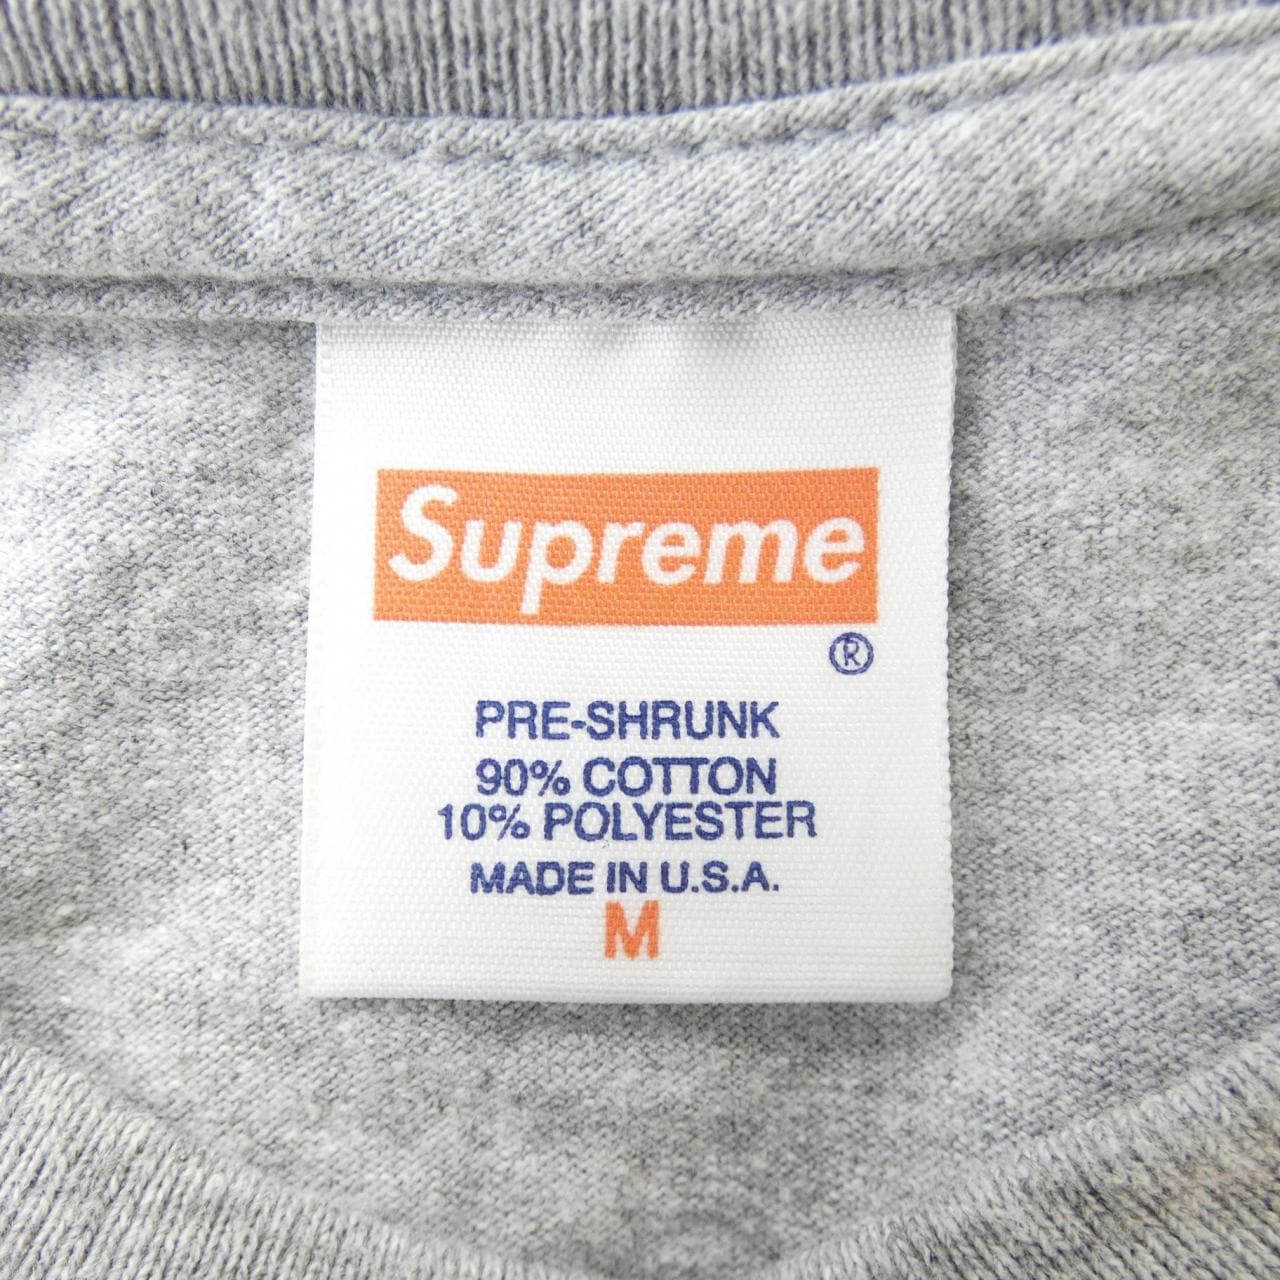 Supreme
®
PRE-SHRUNK
90% COTTON
10% POLYESTER
MADE IN U.S.A.
M